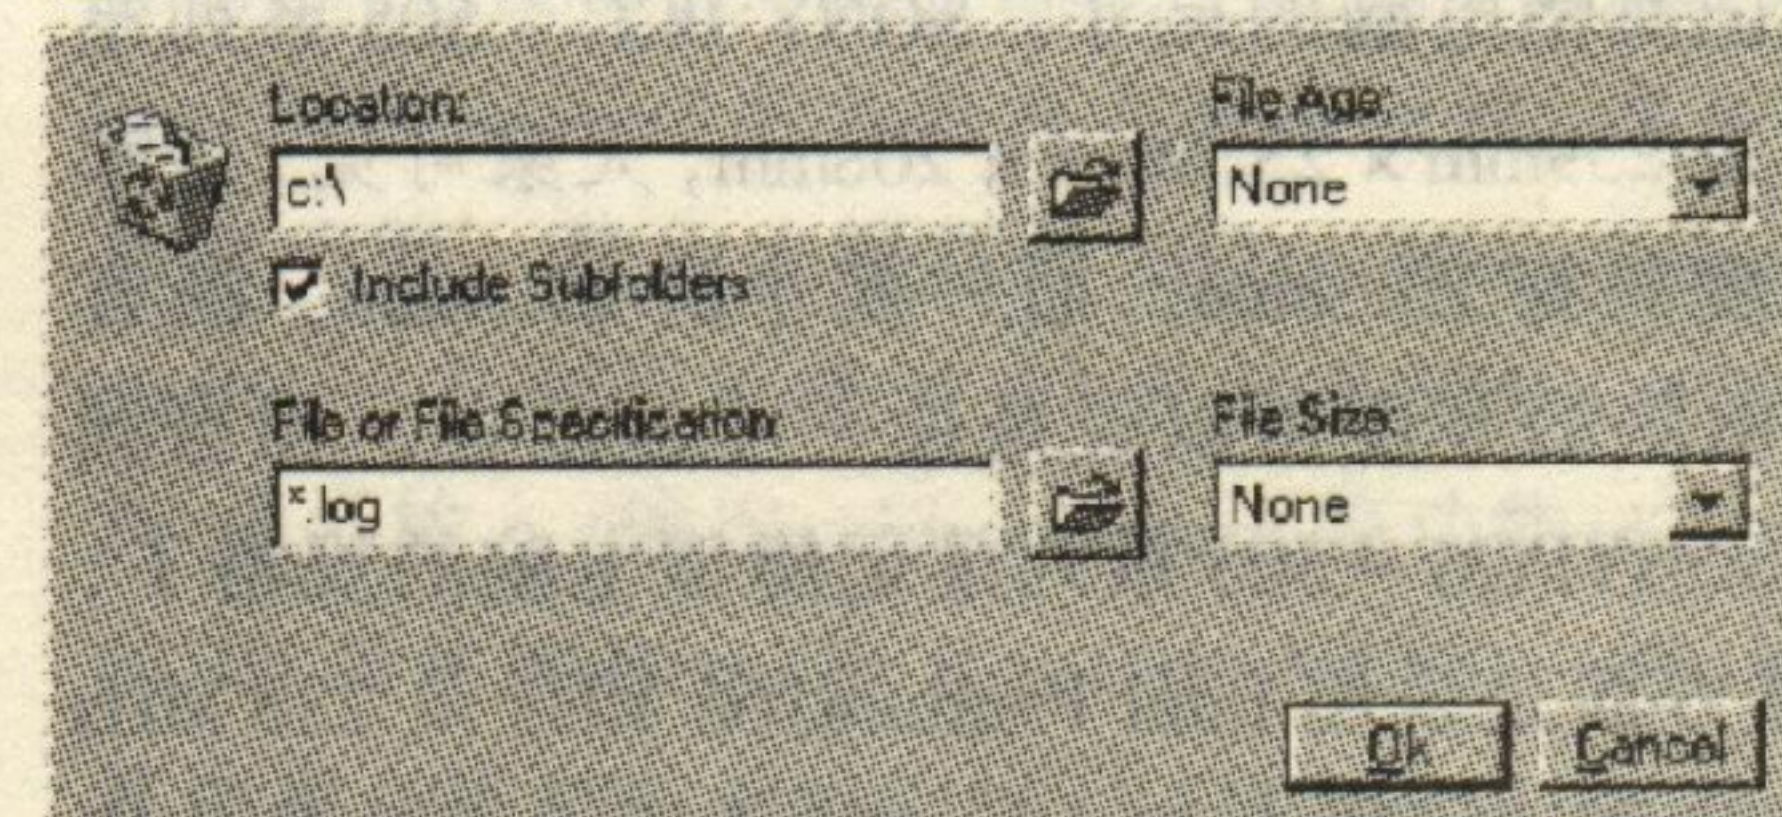 Location:
c:\
Include Subfolders
File Age:
None
File or File Specification
*.log
File Size:
None
Ok
Cancel